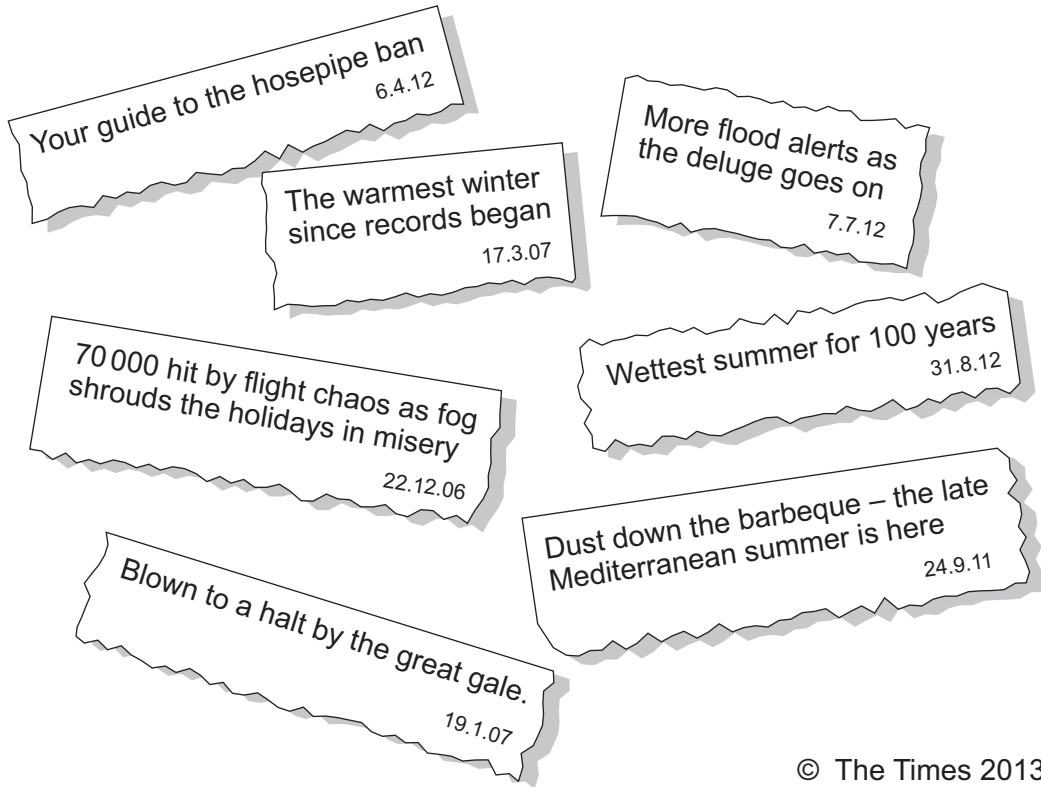 Your guide to the hosepipe ban
6.4.12
More flood alerts as
the deluge goes on
7.7.12
The warmest winter
since records began
17.3.07
Wettest summer for 100 years
31.8.12
70 000 hit by flight chaos as fog
shrouds the holidays in misery
22.12.06
Dust down the barbeque – the late
Mediterranean summer is here
24.9.11
Blown to a halt by the great gale.
19.1.07
© The Times 2013